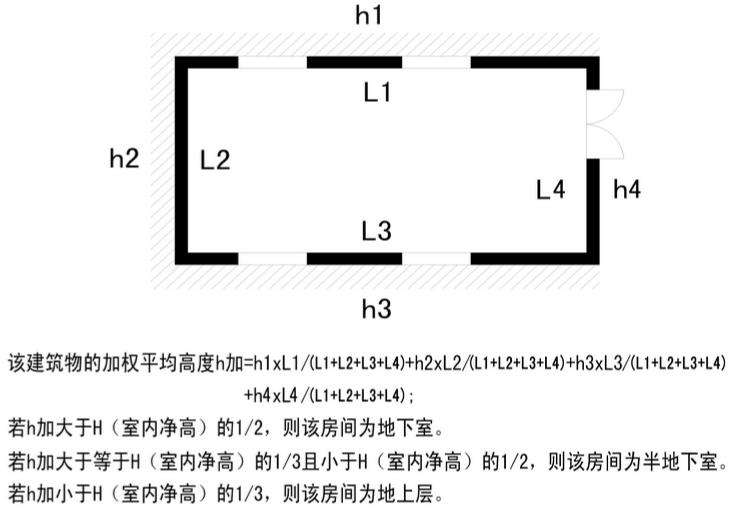 h1
L1
h2
L2
L4
h4
L3
h3
该建筑物的加权平均高度h加=h1xL1/(L1+L2+L3+L4)+h2xL2/(L1+L2+L3+L4)+h3xL3/(L1+L2+L3+L4)
+h4xL4/(L1+L2+L3+L4);
若h加大于H（室内净高）的1/2，则该房间为地下室。
若h加大于等于H（室内净高）的1/3且小于H（室内净高）的1/2，则该房间为半地下室。
若h加小于H（室内净高）的1/3，则该房间为地上层。